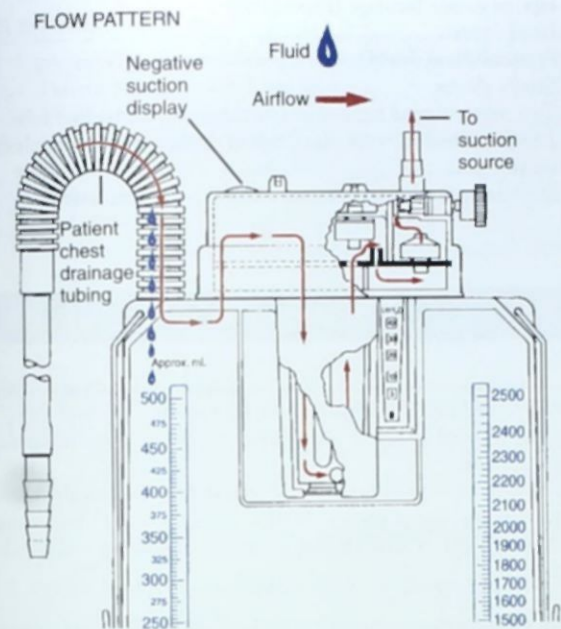 FLOW PATTERN
Fluid
Negative
suction
display
Airflow
To
suction
source
Patient
chest
drainage
tubing
Approx. ml.
500
475
450
425
400
375
350
325
300
275
250
2500
2400
2300
2200
2100
2000
1900
1800
1700
1600
1500